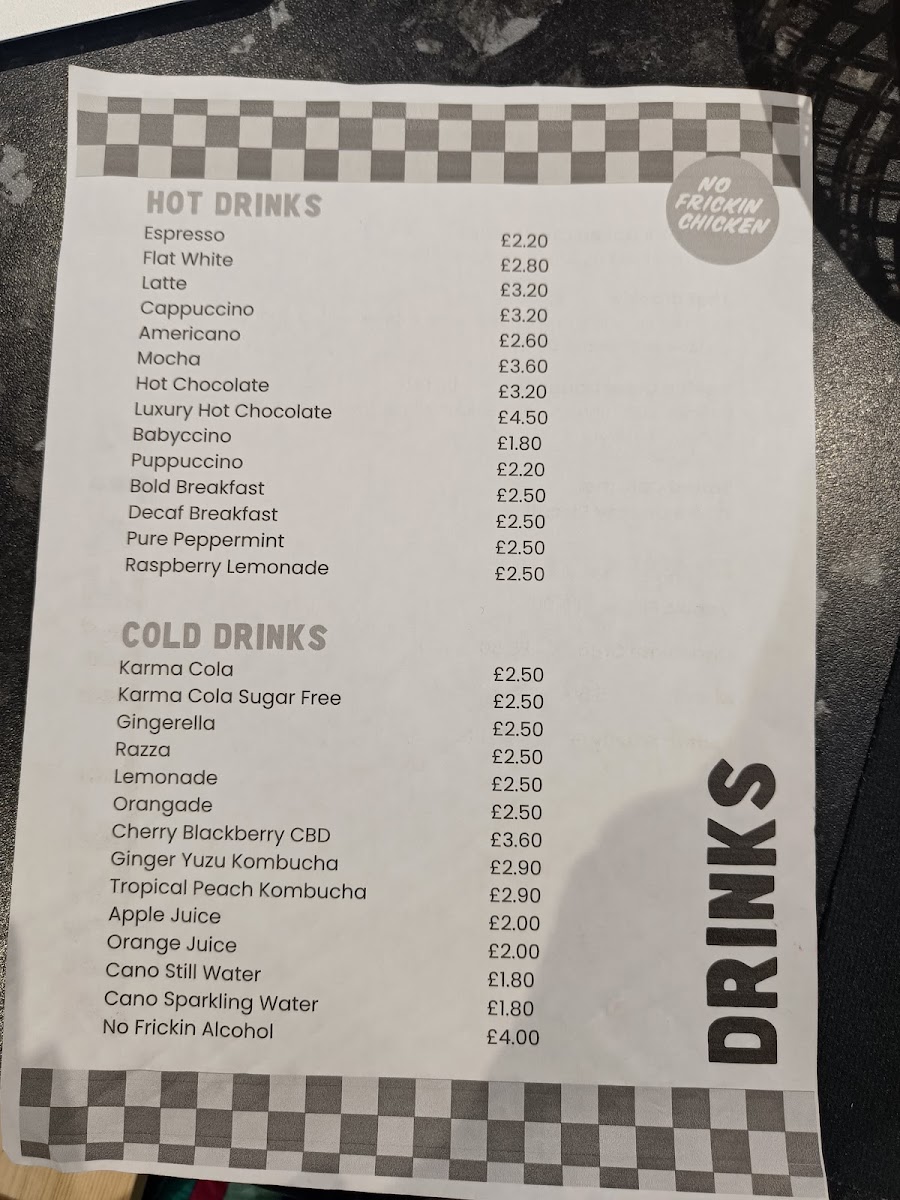 NO
FRICKIN
CHICKEN
HOT DRINKS
Espresso £2.20
Flat White £2.80
Latte £3.20
Cappuccino £3.20
Americano £2.60
Mocha £3.60
Hot Chocolate £3.20
Luxury Hot Chocolate £4.50
Babyccino £1.80
Puppuccino £2.20
Bold Breakfast £2.50
Decaf Breakfast £2.50
Pure Peppermint £2.50
Raspberry Lemonade £2.50
COLD DRINKS
Karma Cola £2.50
Karma Cola Sugar Free £2.50
Gingerella £2.50
Razza £2.50
Lemonade £2.50
Orangade £2.50
Cherry Blackberry CBD £3.60
Ginger Yuzu Kombucha £2.90
Tropical Peach Kombucha £2.90
Apple Juice £2.00
Orange Juice £2.00
Cano Still Water £1.80
Cano Sparkling Water £1.80
No Frickin Alcohol £4.00
DRINKS